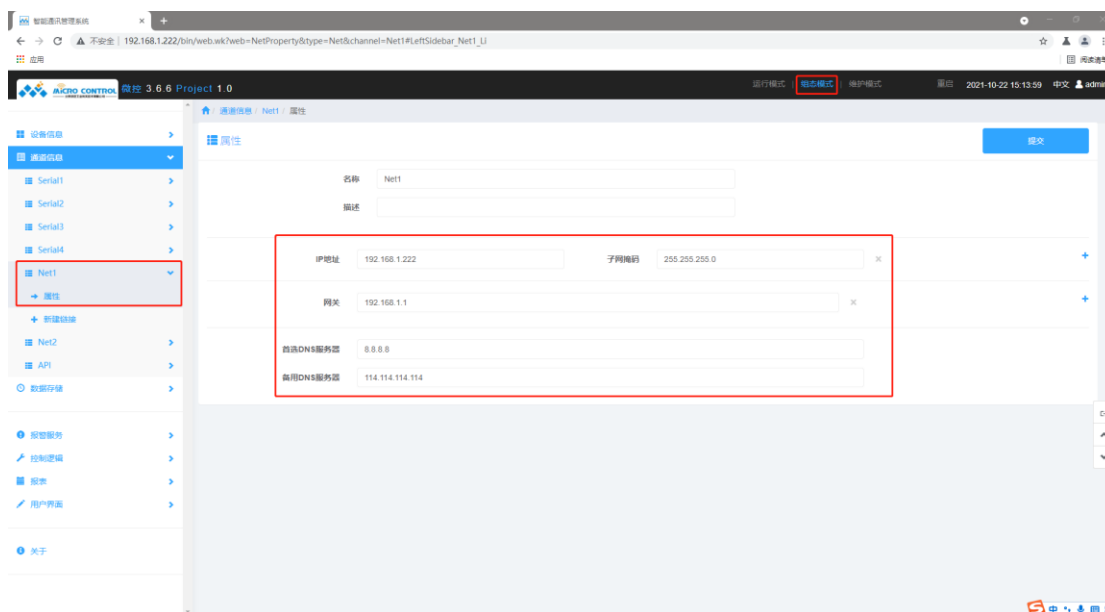 智能通讯管理系统
不安全 | 192.168.1.222/bin/web.wk?web=NetProperty&type=Net&channel=Net1#LeftSidebar_Net1_Li
应用
阅读清单
MICRO CONTROL 微控 3.6.6 Project 1.0
运行模式 | 组态模式 | 维护模式 重启 2021-10-22 15:13:59 中文 admin
/ 通道信息 / Net1 / 属性
设备信息
通道信息
Serial1
Serial2
Serial3
Serial4
Net1
属性
新建链接
Net2
API
数据存储
报警服务
控制逻辑
报表
用户界面
关于
属性
提交
名称 Net1
描述
IP地址 192.168.1.222 子网掩码 255.255.255.0
网关 192.168.1.1
首选DNS服务器 8.8.8.8
备用DNS服务器 114.114.114.114
中